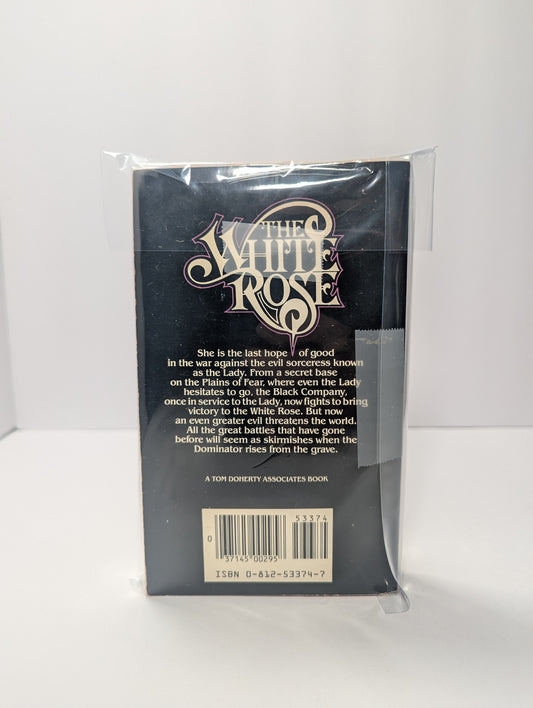 THE
WHITE
ROSE
She is the last hope of good
in the war against the evil sorceress known
as the Lady. From a secret base
on the Plains of Fear, where even the Lady
hesitates to go, the Black Company,
once in service to the Lady, now fights to bring
victory to the White Rose. But now
an even greater evil threatens the world.
All the great battles that have gone
before will seem as skirmishes when the
Dominator rises from the grave.
A TOM DOHERTY ASSOCIATES BOOK
53374
0
37145 00295
ISBN 0-812-53374-7